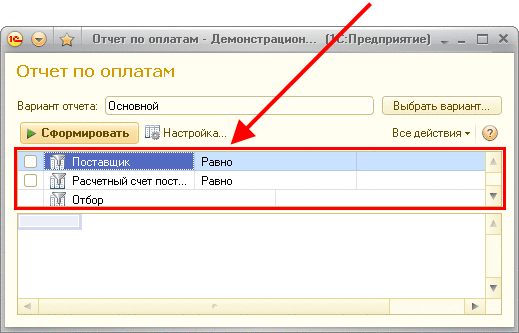 1С Отчет по оплатам - Демонстрацион... (1С:Предприятие)
Отчет по оплатам
Вариант отчета: Основной Выбрать вариант...
Сформировать Настройка... Все действия ?
Поставщик Равно
Расчетный счет пост... Равно
Отбор